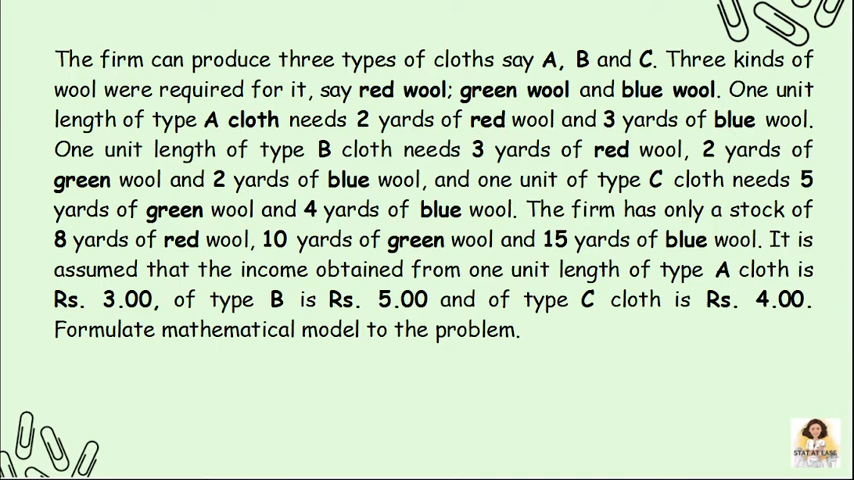 The firm can produce three types of cloths say A, B and C. Three kinds of
wool were required for it, say red wool; green wool and blue wool. One unit
length of type A cloth needs 2 yards of red wool and 3 yards of blue wool.
One unit length of type B cloth needs 3 yards of red wool, 2 yards of
green wool and 2 yards of blue wool, and one unit of type C cloth needs 5
yards of green wool and 4 yards of blue wool. The firm has only a stock of
8 yards of red wool, 10 yards of green wool and 15 yards of blue wool. It is
assumed that the income obtained from one unit length of type A cloth is
Rs. 3.00, of type B is Rs. 5.00 and of type C cloth is Rs. 4.00.
Formulate mathematical model to the problem.
STAT AT EASE